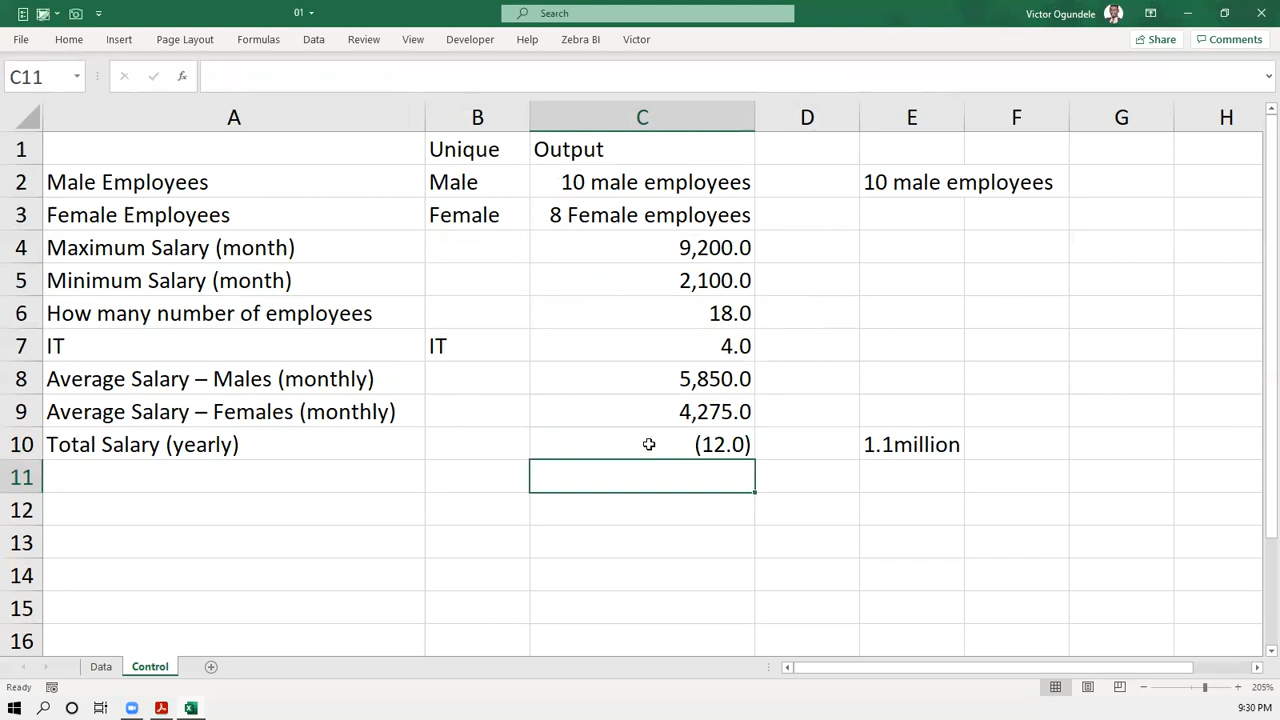 01
Search
Victor Ogundele
File Home Insert Page Layout Formulas Data Review View Developer Help Zebra BI Victor Share Comments
C11 fx
A B C D E F G H
1 Unique Output
2 Male Employees Male 10 male employees 10 male employees
3 Female Employees Female 8 Female employees
4 Maximum Salary (month) 9,200.0
5 Minimum Salary (month) 2,100.0
6 How many number of employees 18.0
7 IT IT 4.0
8 Average Salary – Males (monthly) 5,850.0
9 Average Salary – Females (monthly) 4,275.0
10 Total Salary (yearly) (12.0) 1.1million
11
12
13
14
15
16
Data Control
Ready 205%
9:30 PM